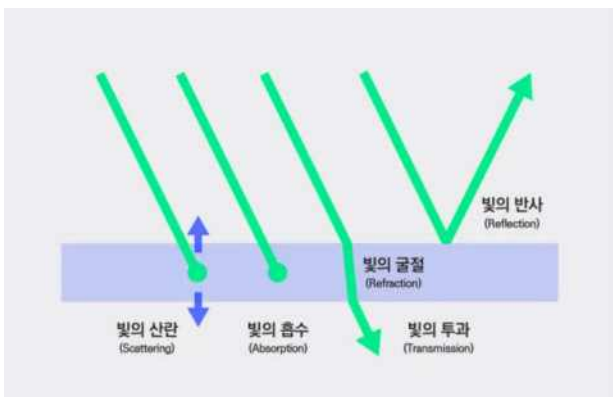 빛의 반사
(Reflection)
빛의 굴절
(Refraction)
빛의 산란
(Scattering)
빛의 흡수
(Absorption)
빛의 투과
(Transmission)